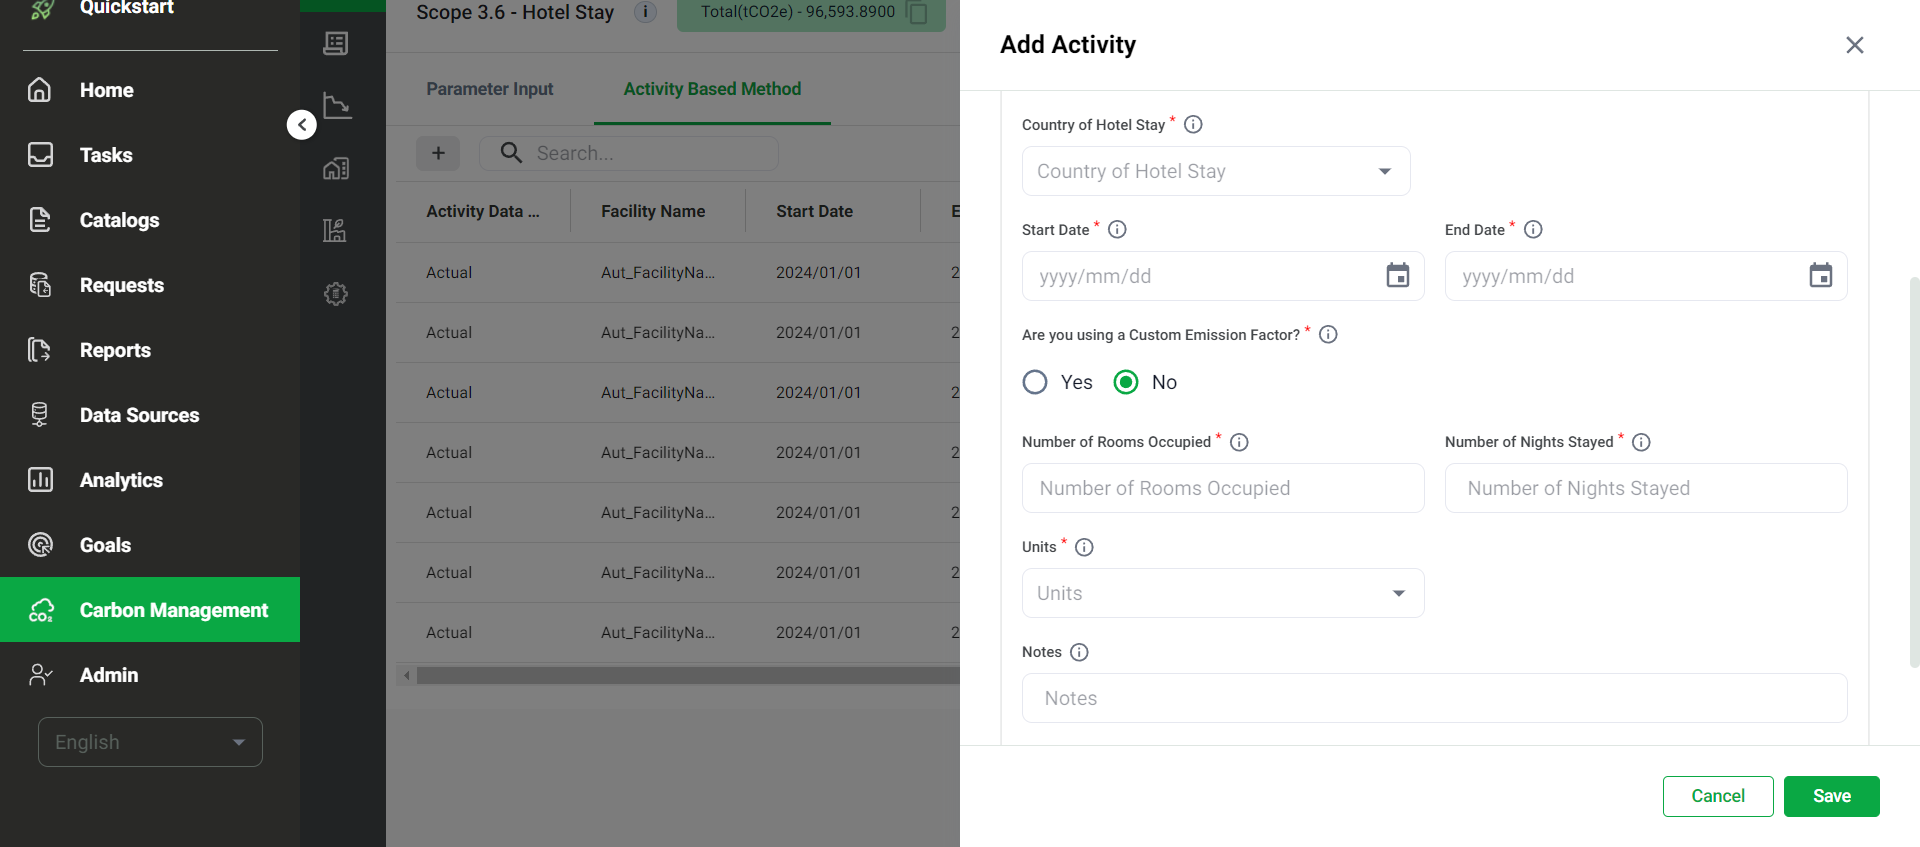 Quickstart
Home
Tasks
Catalogs
Requests
Reports
Data Sources
Analytics
Goals
Carbon Management
Admin
English
Scope 3.6 - Hotel Stay
Total(tCO2e) - 96,593.8900
Parameter Input
Activity Based Method
+
Search...
Activity Data ... Facility Name Start Date E
Actual Aut_FacilityNa... 2024/01/01 2
Actual Aut_FacilityNa... 2024/01/01 2
Actual Aut_FacilityNa... 2024/01/01 2
Actual Aut_FacilityNa... 2024/01/01 2
Actual Aut_FacilityNa... 2024/01/01 2
Actual Aut_FacilityNa... 2024/01/01 2
Actual Aut_FacilityNa... 2024/01/01 2
Add Activity
Country of Hotel Stay *
Country of Hotel Stay
Start Date * End Date *
yyyy/mm/dd yyyy/mm/dd
Are you using a Custom Emission Factor? *
Yes No
Number of Rooms Occupied * Number of Nights Stayed *
Number of Rooms Occupied Number of Nights Stayed
Units *
Units
Notes
Notes
Cancel Save